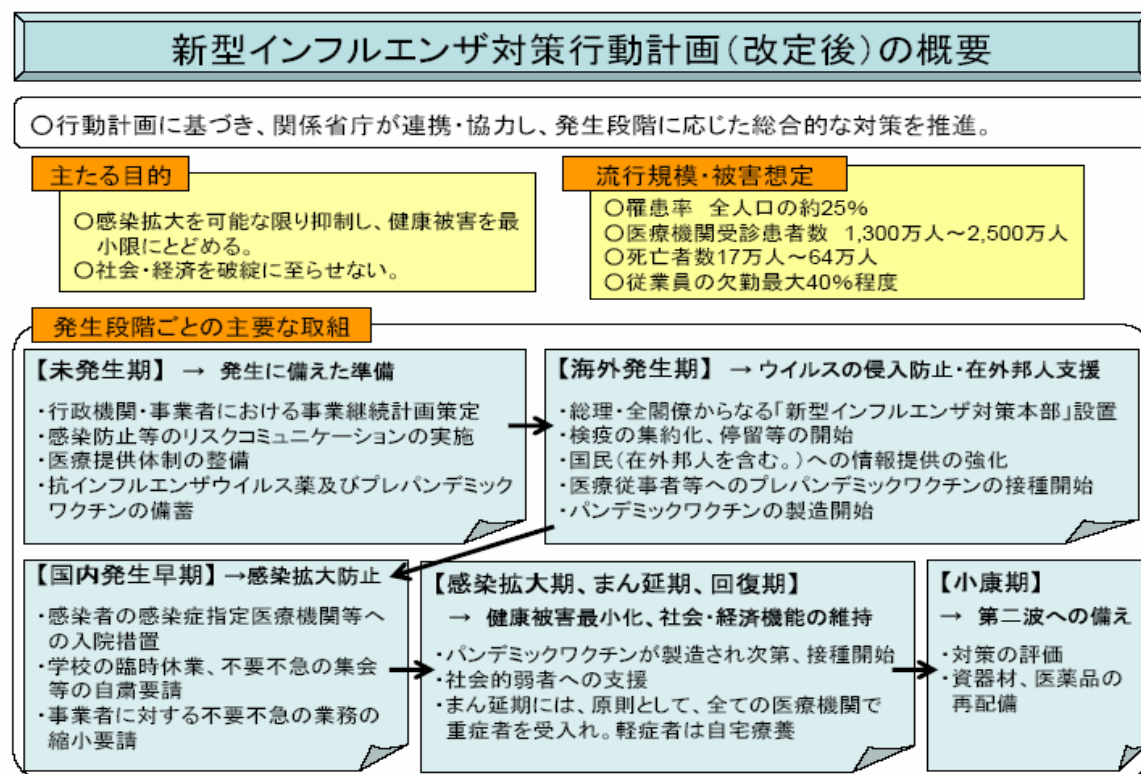 新型インフルエンザ対策行動計画(改定後)の概要
○行動計画に基づき、関係省庁が連携・協力し、発生段階に応じた総合的な対策を推進。
主たる目的
○感染拡大を可能な限り抑制し、健康被害を最
小限にとどめる。
○社会・経済を破綻に至らせない。
流行規模・被害想定
○罹患率 全人口の約25%
○医療機関受診患者数 1,300万人～2,500万人
○死亡者数17万人～64万人
○従業員の欠勤最大40%程度
発生段階ごとの主要な取組
【未発生期】 → 発生に備えた準備
・行政機関・事業者における事業継続計画策定
・感染防止等のリスクコミュニケーションの実施
・医療提供体制の整備
・抗インフルエンザウイルス薬及びプレパンデミック
ワクチンの備蓄
【海外発生期】 →ウイルスの侵入防止・在外邦人支援
・総理・全閣僚からなる「新型インフルエンザ対策本部」設置
・検疫の集約化、停留等の開始
・国民(在外邦人を含む。)への情報提供の強化
・医療従事者等へのプレパンデミックワクチンの接種開始
・パンデミックワクチンの製造開始
【国内発生早期】→感染拡大防止
・感染者の感染症指定医療機関等へ
の入院措置
・学校の臨時休業、不要不急の集会
等の自粛要請
・事業者に対する不要不急の業務の
縮小要請
【感染拡大期、まん延期、回復期】
→ 健康被害最小化、社会・経済機能の維持
・パンデミックワクチンが製造され次第、接種開始
・社会的弱者への支援
・まん延期には、原則として、全ての医療機関で
重症者を受入れ。軽症者は自宅療養
【小康期】
→ 第二波への備え
・対策の評価
・資器材、医薬品の
再配備